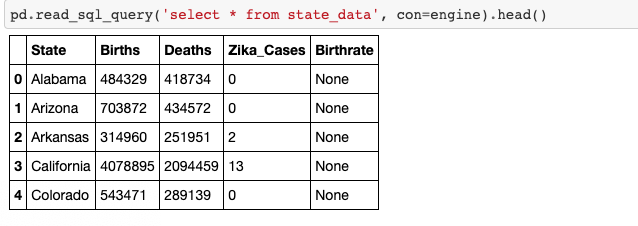 pd.read_sql_query('select * from state_data', con=engine).head()
State Births Deaths Zika_Cases Birthrate
0 Alabama 484329 418734 0 None
1 Arizona 703872 434572 0 None
2 Arkansas 314960 251951 2 None
3 California 4078895 2094459 13 None
4 Colorado 543471 289139 0 None